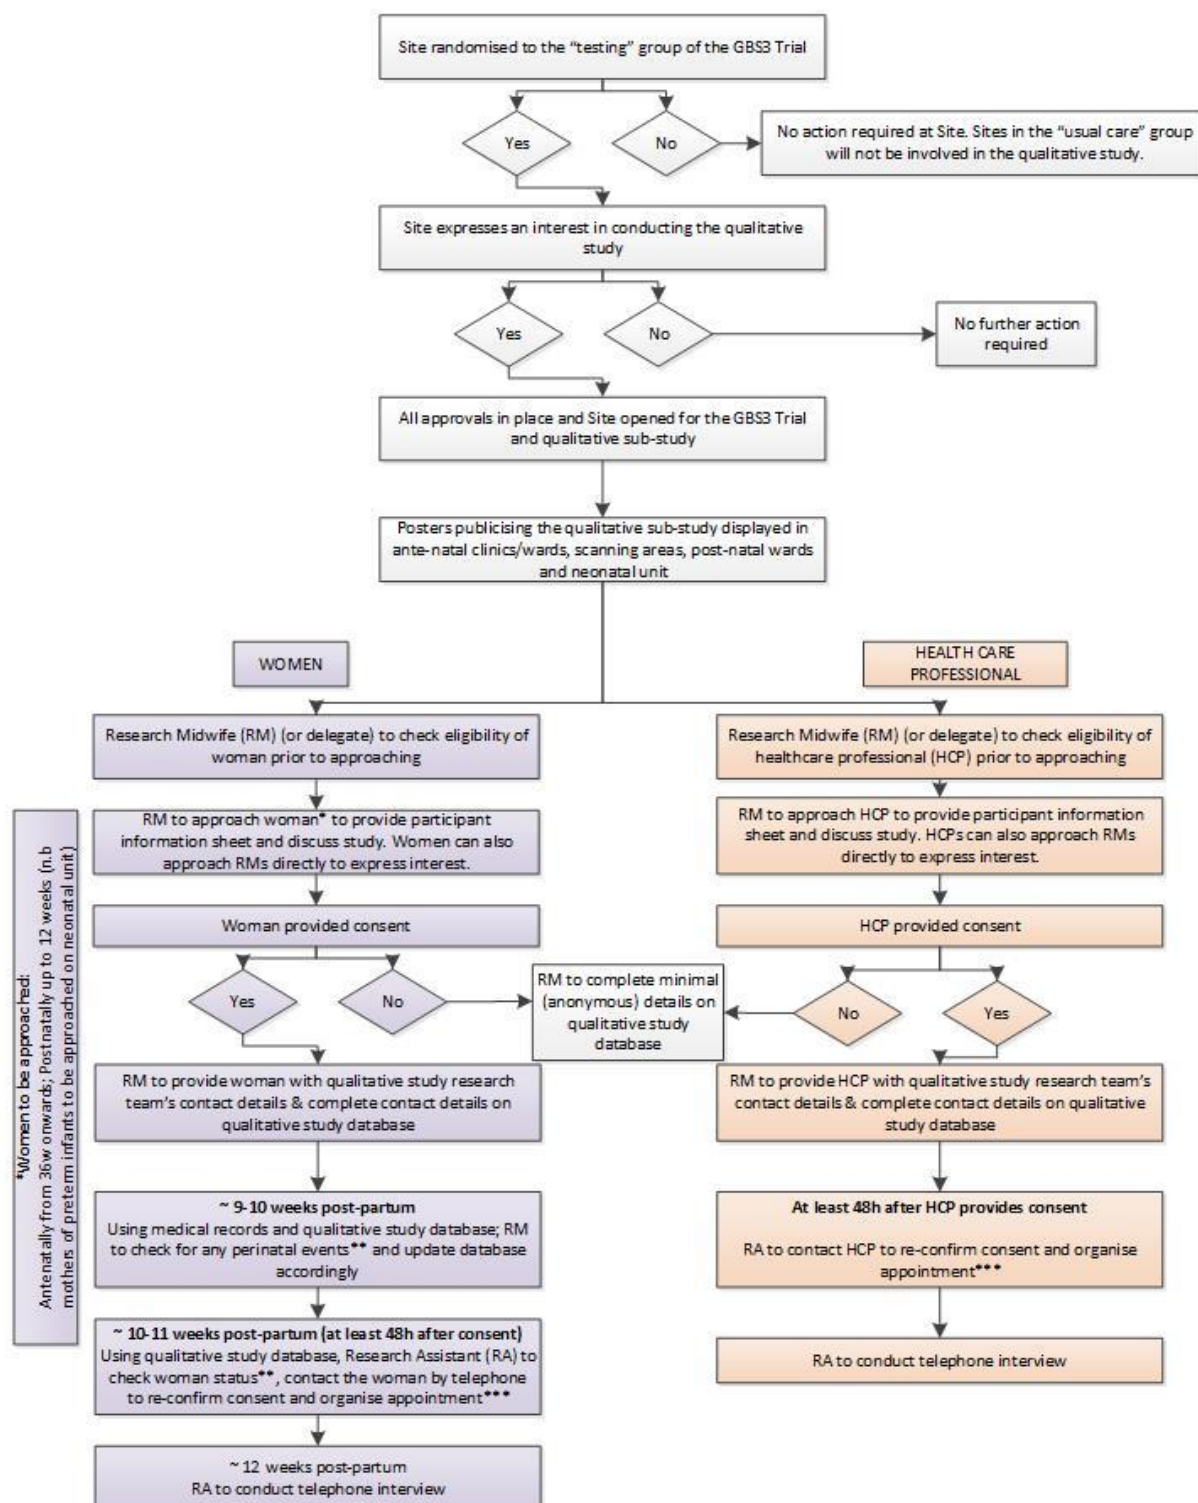 Site randomised to the “testing” group of the GBS3 Trial
Yes
No
No action required at Site. Sites in the “usual care” group
will not be involved in the qualitative study.
Site expresses an interest in conducting the qualitative
study
Yes
No
No further action
required
All approvals in place and Site opened for the GBS3 Trial
and qualitative sub-study
Posters publicising the qualitative sub-study displayed in
ante-natal clinics/wards, scanning areas, post-natal wards
and neonatal unit
WOMEN
HEALTH CARE
PROFESSIONAL
Research Midwife (RM) (or delegate) to check eligibility of
woman prior to approaching
Research Midwife (RM) (or delegate) to check eligibility of
healthcare professional (HCP) prior to approaching
*Women to be approached:
Antenatally from 36w onwards; Postnatally up to 12 weeks (n.b
mothers of preterm infants to be approached on neonatal unit)
RM to approach woman* to provide participant
information sheet and discuss study. Women can also
approach RMs directly to express interest.
RM to approach HCP to provide participant information
sheet and discuss study. HCPs can also approach RMs
directly to express interest.
Woman provided consent
HCP provided consent
Yes
No
RM to complete minimal
(anonymous) details on
qualitative study
database
No
Yes
RM to provide woman with qualitative study research
team’s contact details & complete contact details on
qualitative study database
RM to provide HCP with qualitative study research team’s
contact details & complete contact details on qualitative
study database
~ 9-10 weeks post-partum
Using medical records and qualitative study database; RM
to check for any perinatal events** and update database
accordingly
At least 48h after HCP provides consent
RA to contact HCP to re-confirm consent and organise
appointment***
~ 10-11 weeks post-partum (at least 48h after consent)
Using qualitative study database, Research Assistant (RA) to
check woman status**, contact the woman by telephone
to re-confirm consent and organise appointment***
RA to conduct telephone interview
~ 12 weeks post-partum
RA to conduct telephone interview